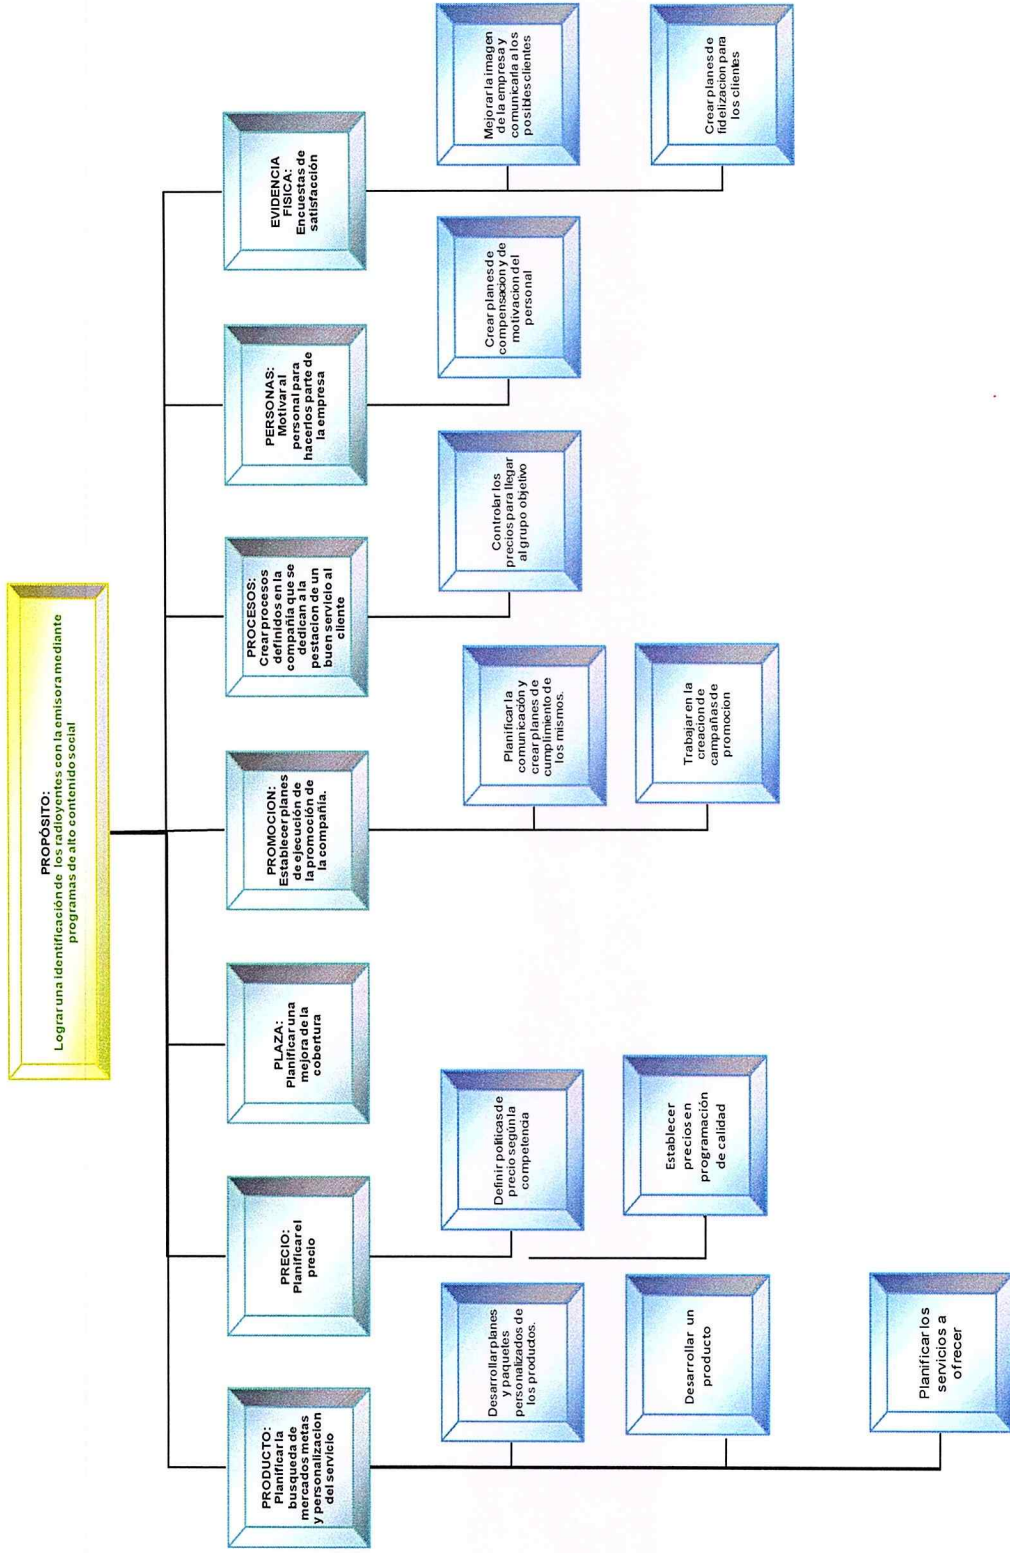 PROPÓSITO:
Lograr una identificación de los radioyentes con la emisora mediante
programas de alto contenido social
PRODUCTO:
Planificar la
busqueda de
mercados metas
y personalizacion
del servicio
PRECIO:
Planificar el
precio
PLAZA:
Planificar una
mejora de la
cobertura
PROMOCION:
Establecer planes
de ejecución de
la promoción de
la compañía.
PROCESOS:
Crear procesos
definidos en la
compañía que se
dedican a la
pestacion de un
buen servicio al
cliente
PERSONAS:
Motivar al
personal para
hacerlos parte de
la empresa
EVIDENCIA
FISICA:
Encuestas de
satisfacción
Desarrollar planes
y paquetes
personalizados de
los productos.
Desarrollar un
producto
Planificar los
servicios a
ofrecer
Definir políticas de
precio según la
competencia
Establecer
precios en
programación
de calidad
Planificar la
comunicación y
crear planes de
cumplimiento de
los mismos.
Trabajar en la
creacion de
campañas de
promocion
Controlar los
precios para llegar
al grupo objetivo
Crear planes de
compensacion y de
motivacion del
personal
Mejorar la imagen
de la empresa y
comunicarla a los
posibles clientes
Crear planes de
fidelizacion para
los clientes